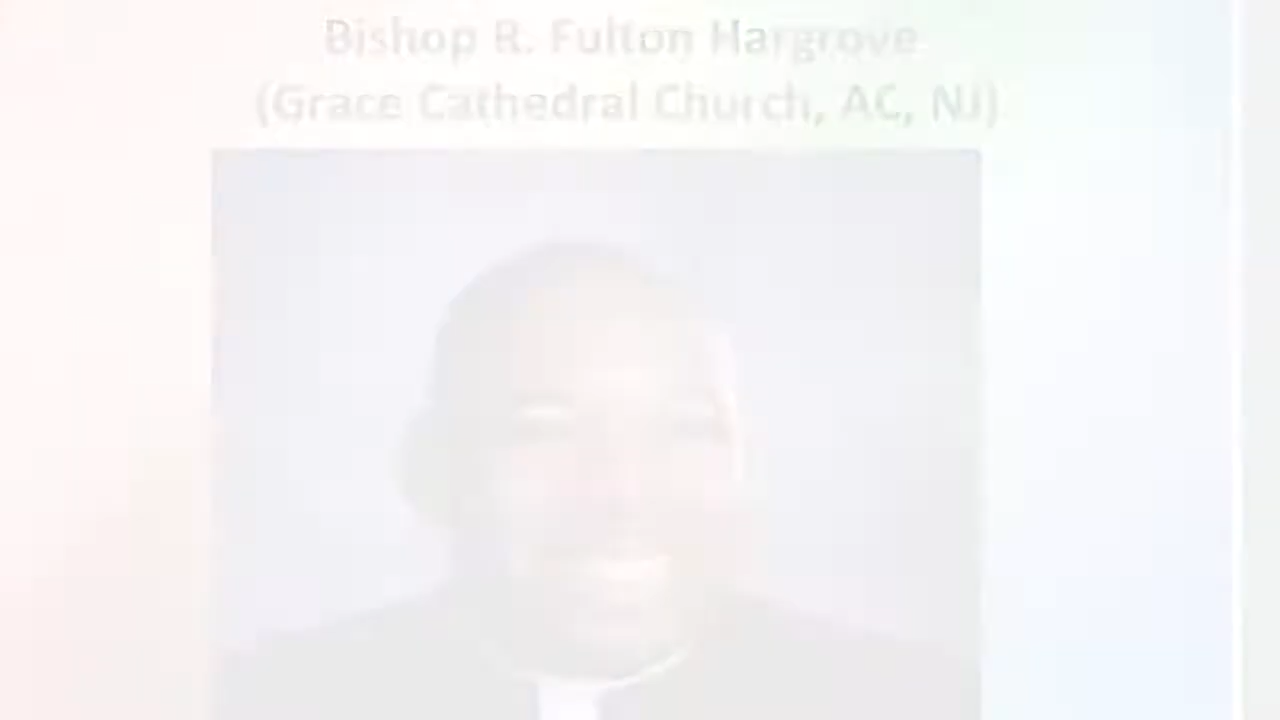 Bishop R. Fulton Hargrove
(Grace Cathedral Church, AC, NJ)